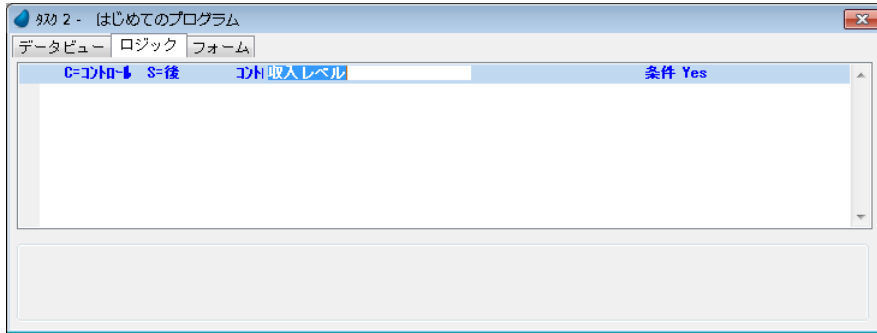 ﾀｽｸ 2 - はじめてのプログラム
データビュー ロジック フォーム
C=ｺﾝﾄﾛｰﾙ S=後 ｺﾝﾄ 収入レベル 条件 Yes